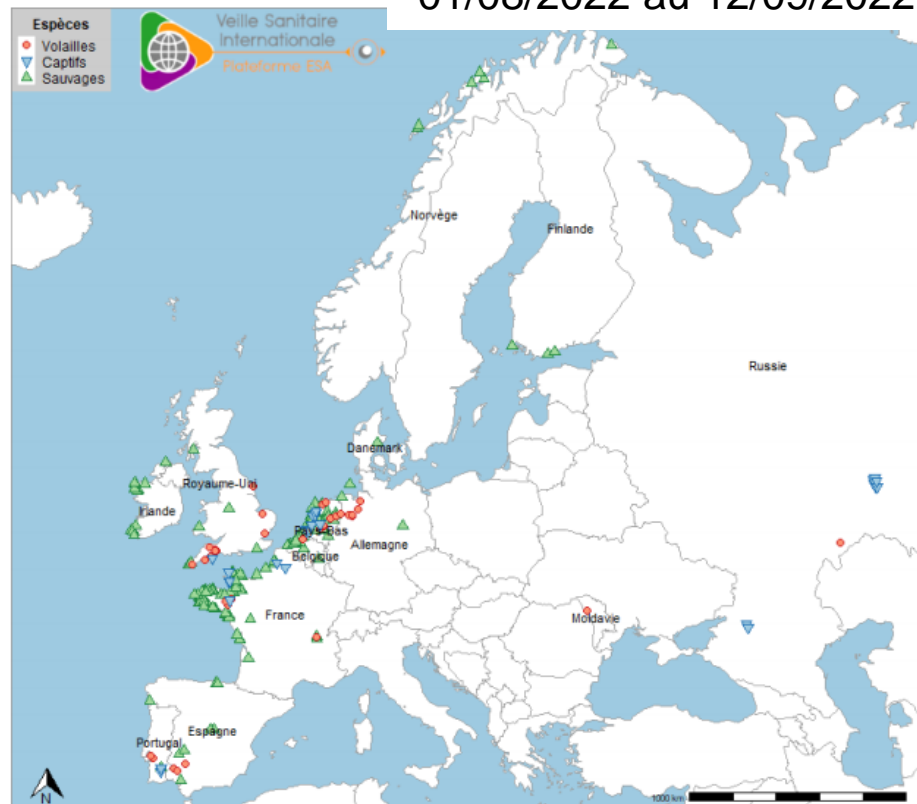 01/08/2022 au 12/09/2022
Espèces
Volailles
Captifs
Sauvages
Veille Sanitaire
Internationale
Plateforme ESA
Norvège
Finlande
Russie
Danemark
Royaume-Uni
Irlande
Pays-Bas
Allemagne
Belgique
France
Moldavie
Espagne
Portugal
N
1000 km